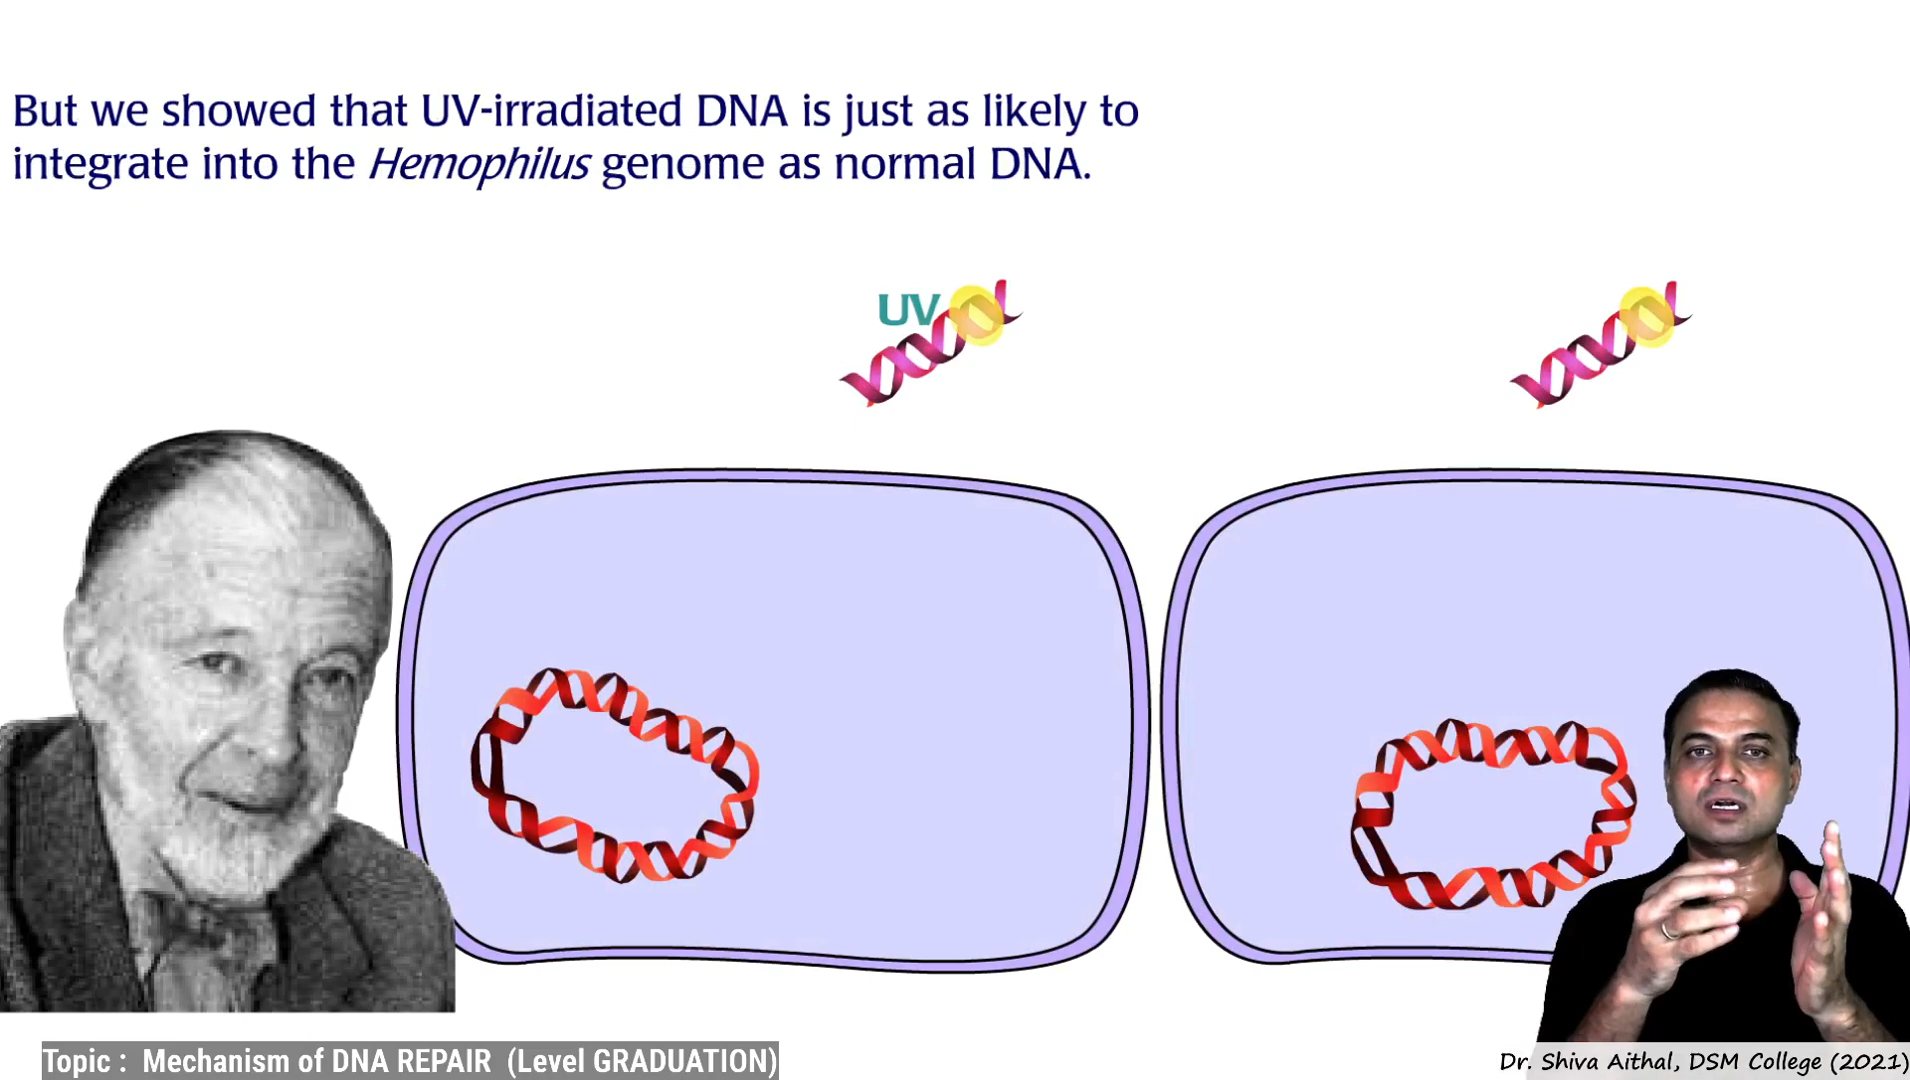 But we showed that UV-irradiated DNA is just as likely to
integrate into the Hemophilus genome as normal DNA.
UV
Topic : Mechanism of DNA REPAIR (Level GRADUATION)
Dr. Shiva Aithal, DSM College (2021)